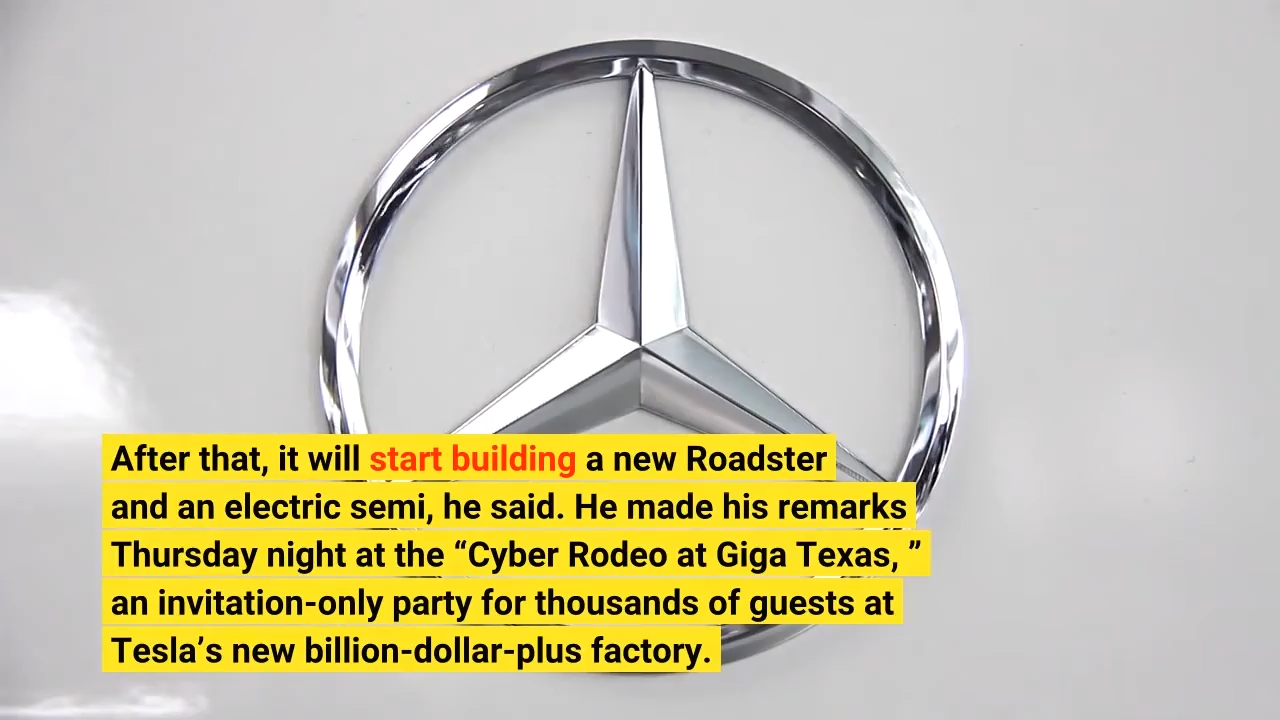 After that, it will start building a new Roadster
and an electric semi, he said. He made his remarks
Thursday night at the “Cyber Rodeo at Giga Texas, ”
an invitation-only party for thousands of guests at
Tesla’s new billion-dollar-plus factory.